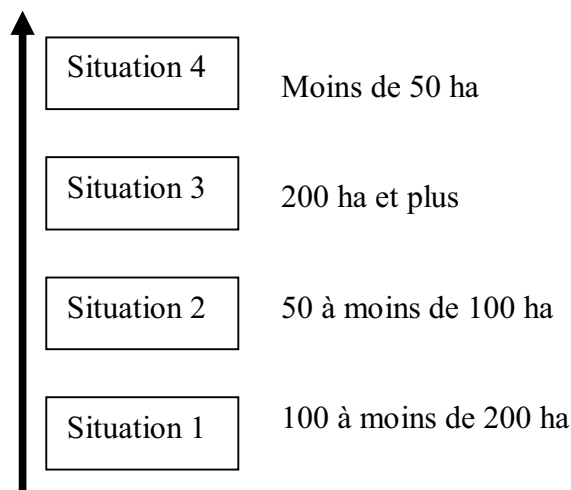 Situation 4
Moins de 50 ha
Situation 3
200 ha et plus
Situation 2
50 à moins de 100 ha
Situation 1
100 à moins de 200 ha